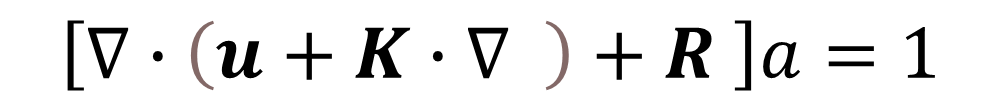 [∇ · (𝒖 + 𝑲 · ∇ ) + 𝑹 ]𝑎 = 1